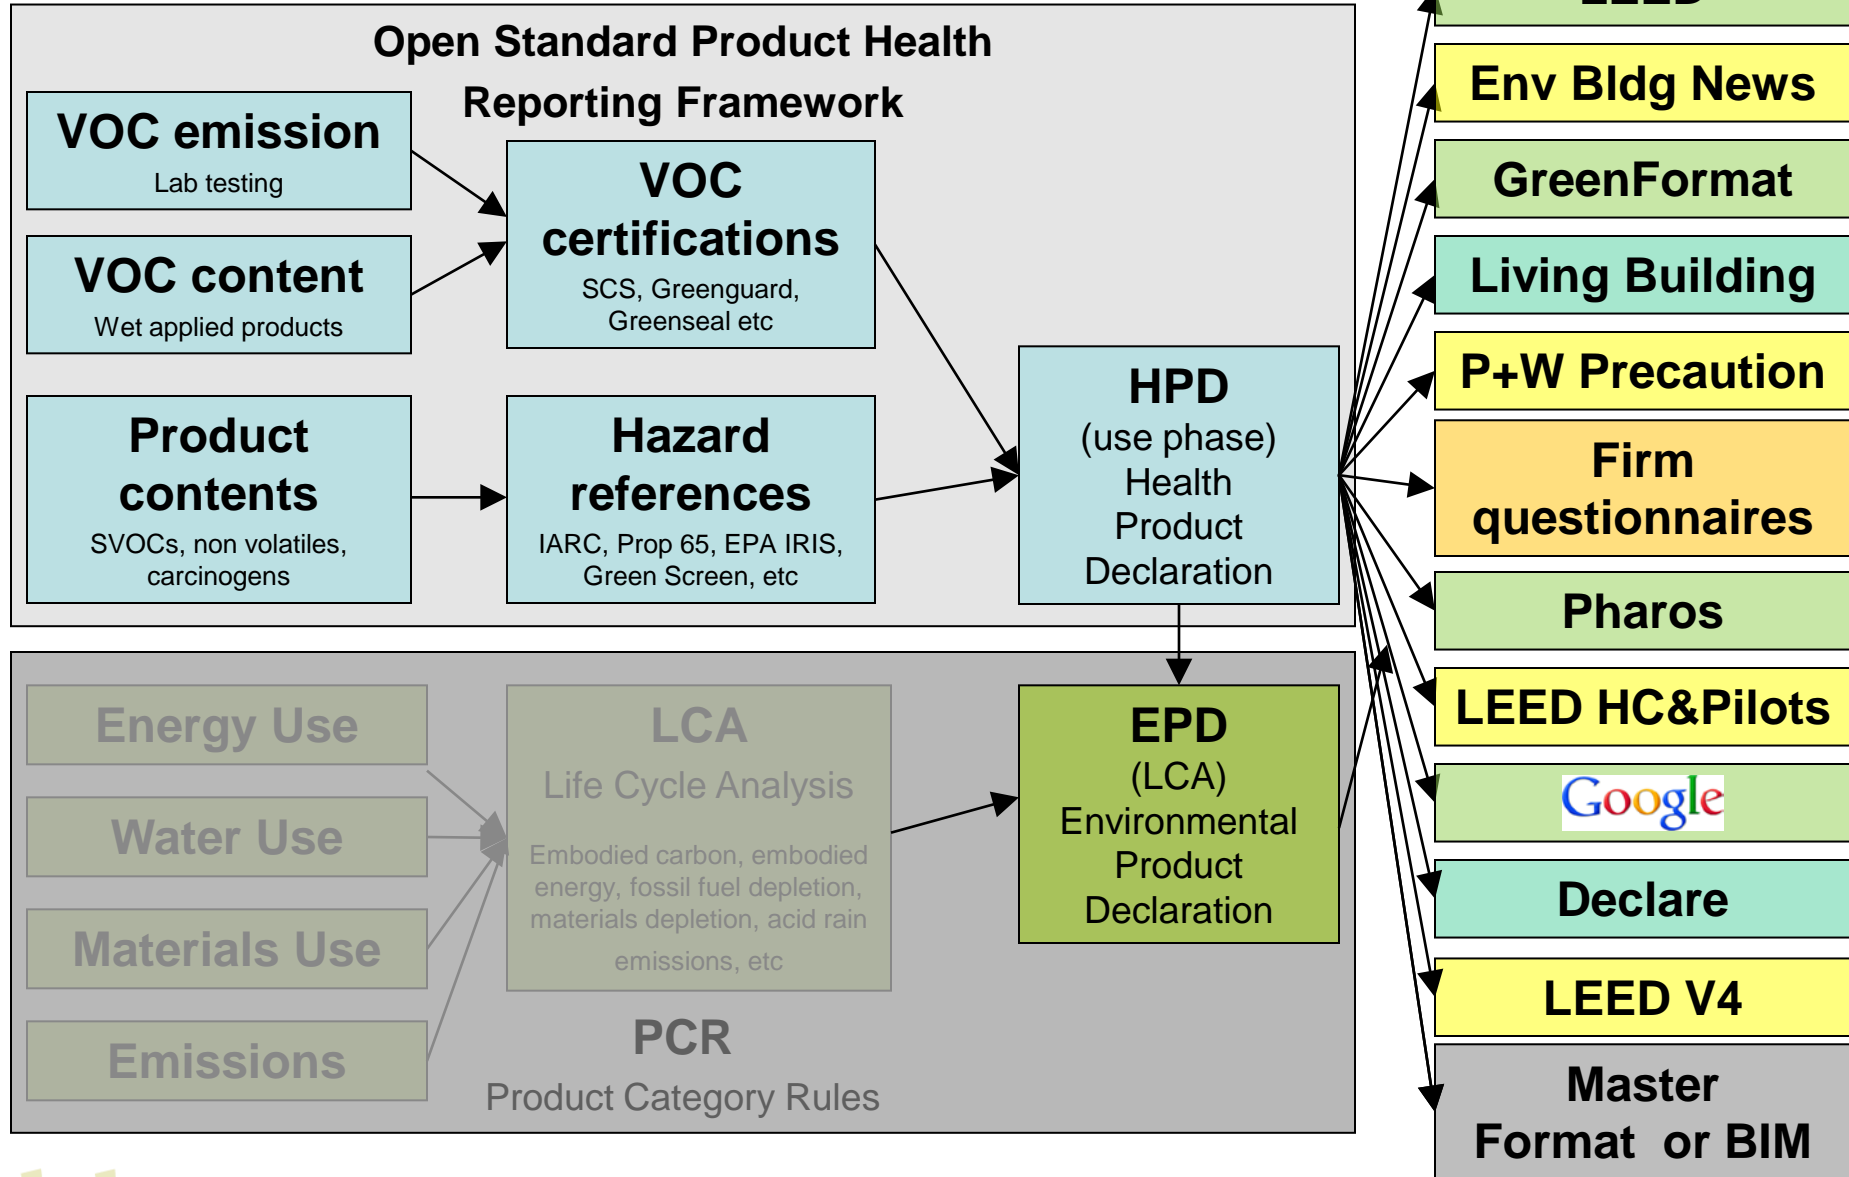 Open Standard Product Health
Reporting Framework
VOC emission
Lab testing
VOC content
Wet applied products
VOC
certifications
SCS, Greenguard,
Greenseal etc
Product
contents
SVOCs, non volatiles,
carcinogens
Hazard
references
IARC, Prop 65, EPA IRIS,
Green Screen, etc
HPD
(use phase)
Health
Product
Declaration
Energy Use
Water Use
Materials Use
Emissions
LCA
Life Cycle Analysis
Embodied carbon, embodied
energy, fossil fuel depletion,
materials depletion, acid rain
emissions, etc
PCR
Product Category Rules
EPD
(LCA)
Environmental
Product
Declaration
LEED
Env Bldg News
GreenFormat
Living Building
P+W Precaution
Firm
questionnaires
Pharos
LEED HC&Pilots
Google
Declare
LEED V4
Master
Format or BIM